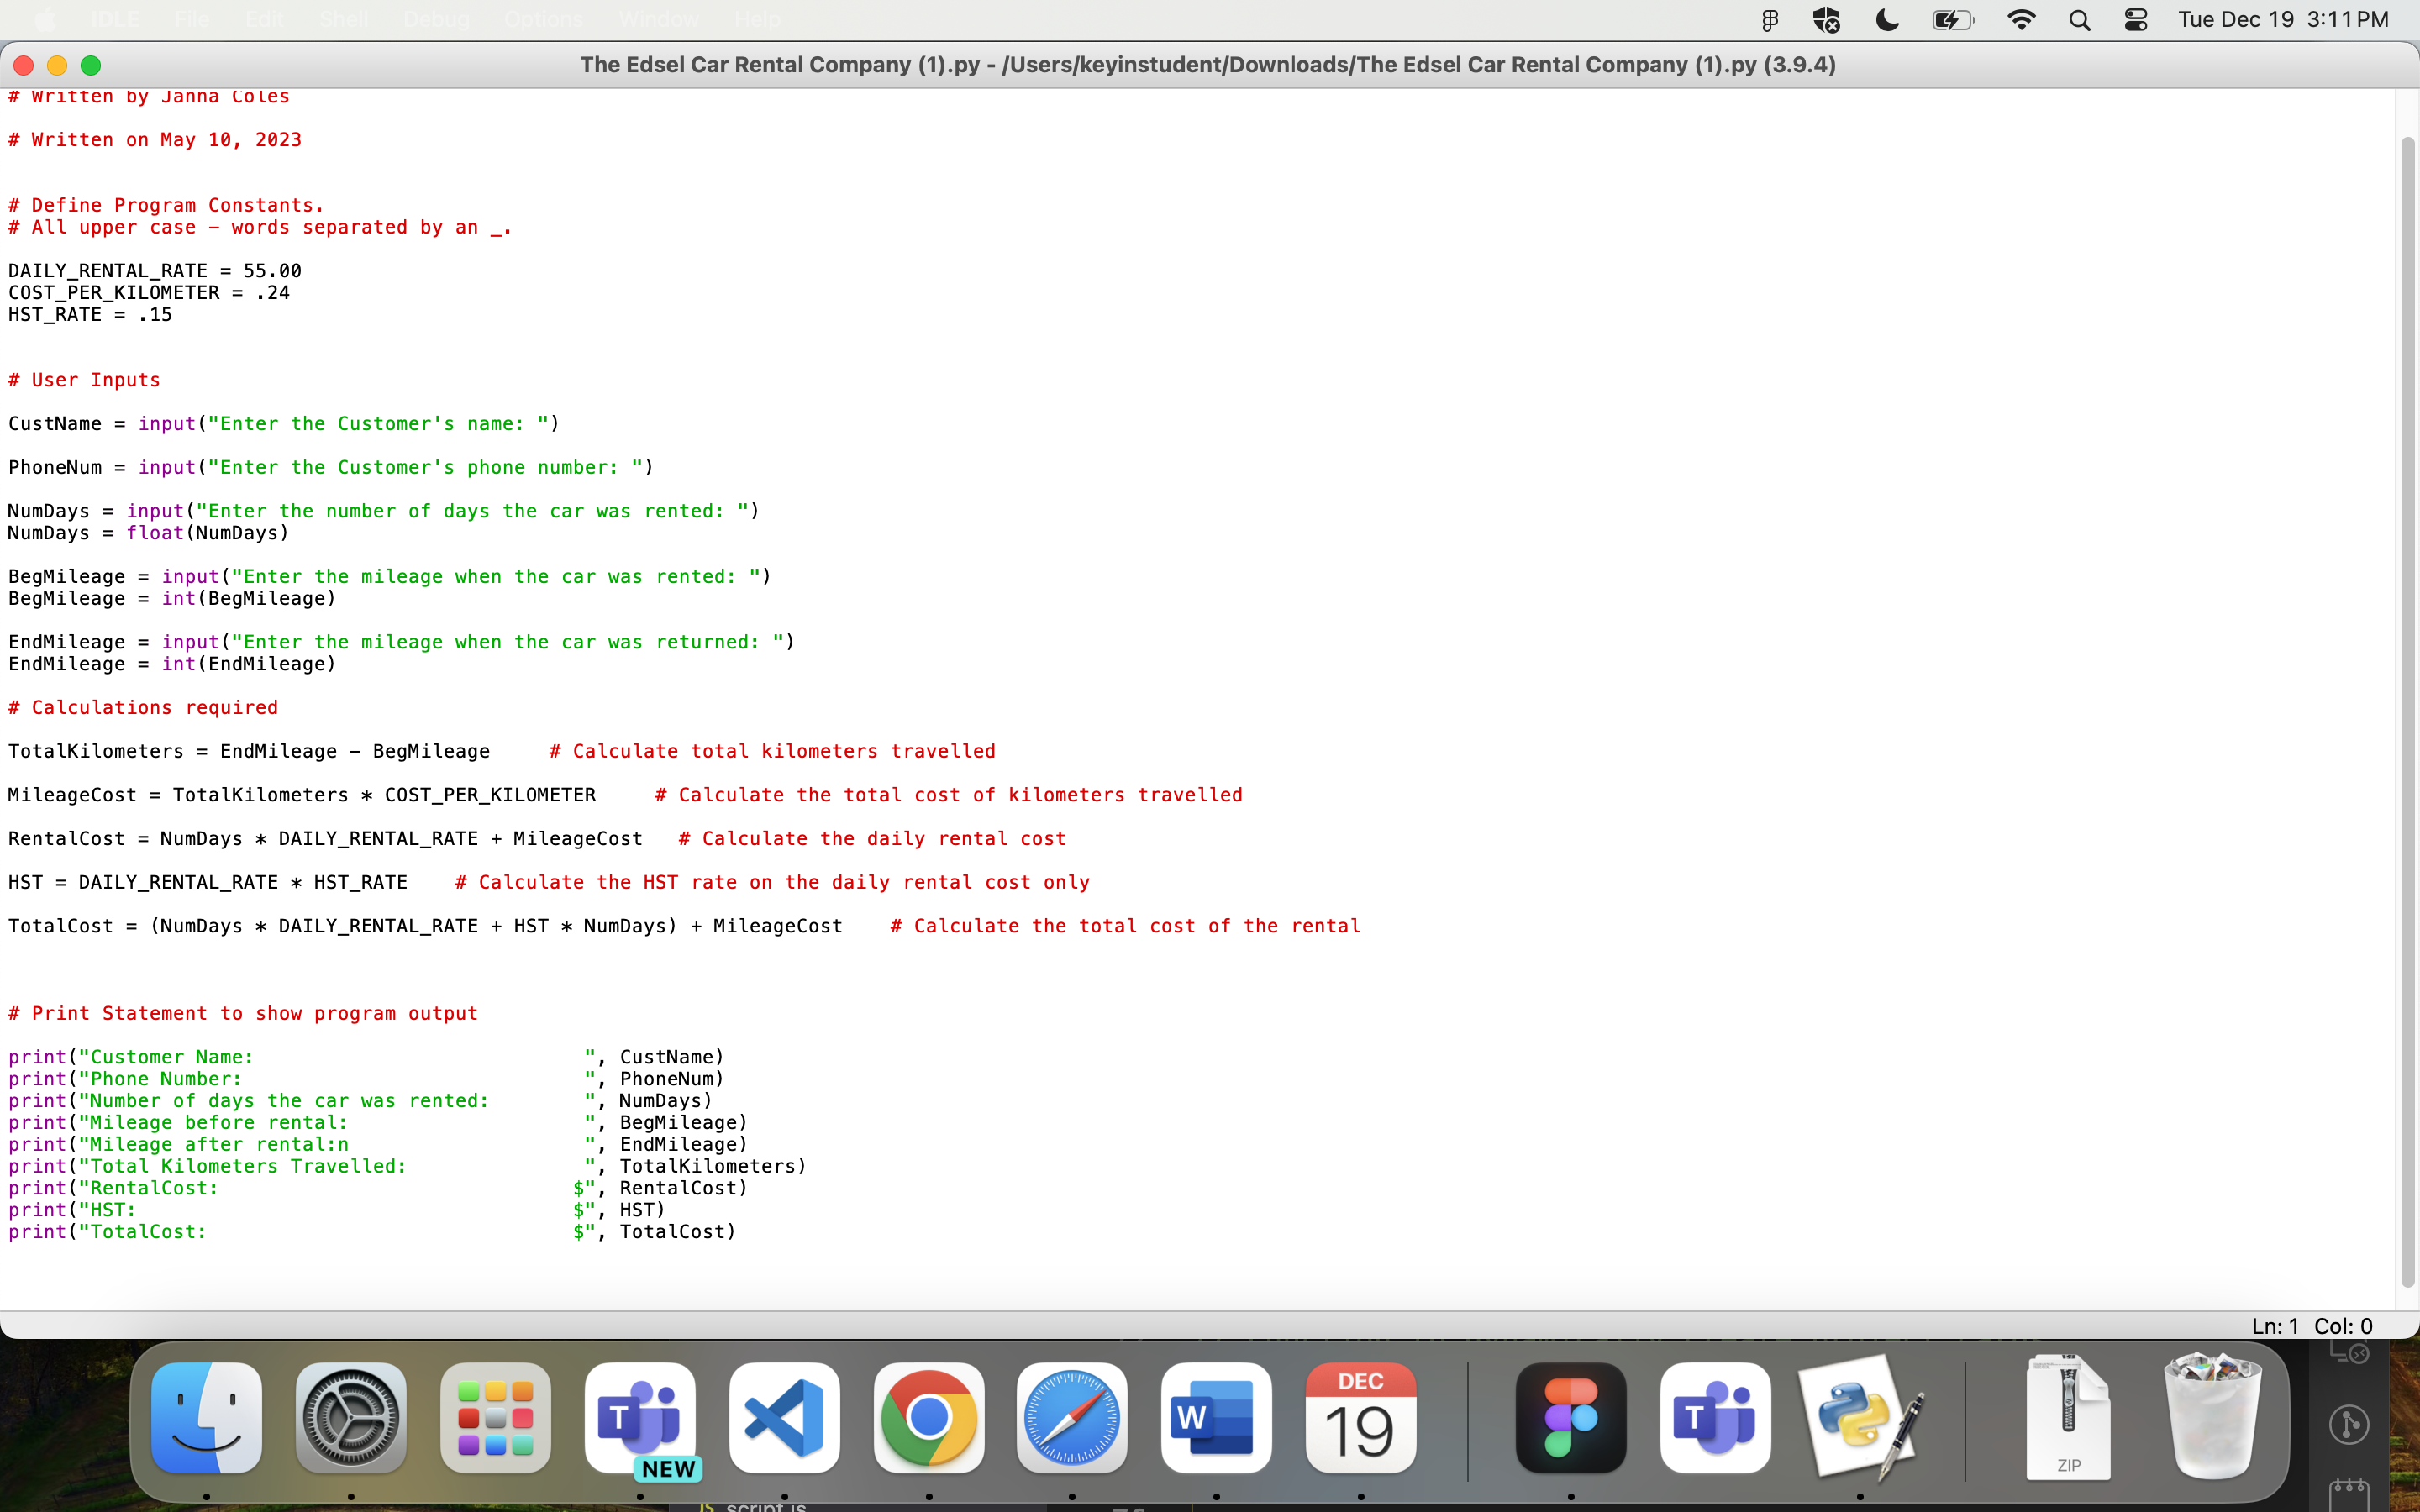 IDLE File Edit Shell Debug Options Window Help Tue Dec 19 3:11 PM
The Edsel Car Rental Company (1).py - /Users/keyinstudent/Downloads/The Edsel Car Rental Company (1).py (3.9.4)
# Written by Janna Coles
# Written on May 10, 2023
# Define Program Constants.
# All upper case - words separated by an _.
DAILY_RENTAL_RATE = 55.00
COST_PER_KILOMETER = .24
HST_RATE = .15
# User Inputs
CustName = input("Enter the Customer's name: ")
PhoneNum = input("Enter the Customer's phone number: ")
NumDays = input("Enter the number of days the car was rented: ")
NumDays = float(NumDays)
BegMileage = input("Enter the mileage when the car was rented: ")
BegMileage = int(BegMileage)
EndMileage = input("Enter the mileage when the car was returned: ")
EndMileage = int(EndMileage)
# Calculations required
TotalKilometers = EndMileage - BegMileage     # Calculate total kilometers travelled
MileageCost = TotalKilometers * COST_PER_KILOMETER     # Calculate the total cost of kilometers travelled
RentalCost = NumDays * DAILY_RENTAL_RATE + MileageCost   # Calculate the daily rental cost
HST = DAILY_RENTAL_RATE * HST_RATE    # Calculate the HST rate on the daily rental cost only
TotalCost = (NumDays * DAILY_RENTAL_RATE + HST * NumDays) + MileageCost    # Calculate the total cost of the rental
# Print Statement to show program output
print("Customer Name:                            ", CustName)
print("Phone Number:                             ", PhoneNum)
print("Number of days the car was rented:        ", NumDays)
print("Mileage before rental:                    ", BegMileage)
print("Mileage after rental:n                    ", EndMileage)
print("Total Kilometers Travelled:               ", TotalKilometers)
print("RentalCost:                              $", RentalCost)
print("HST:                                     $", HST)
print("TotalCost:                               $", TotalCost)
Ln: 1 Col: 0
T NEW W DEC 19 T ZIP
JS script.js